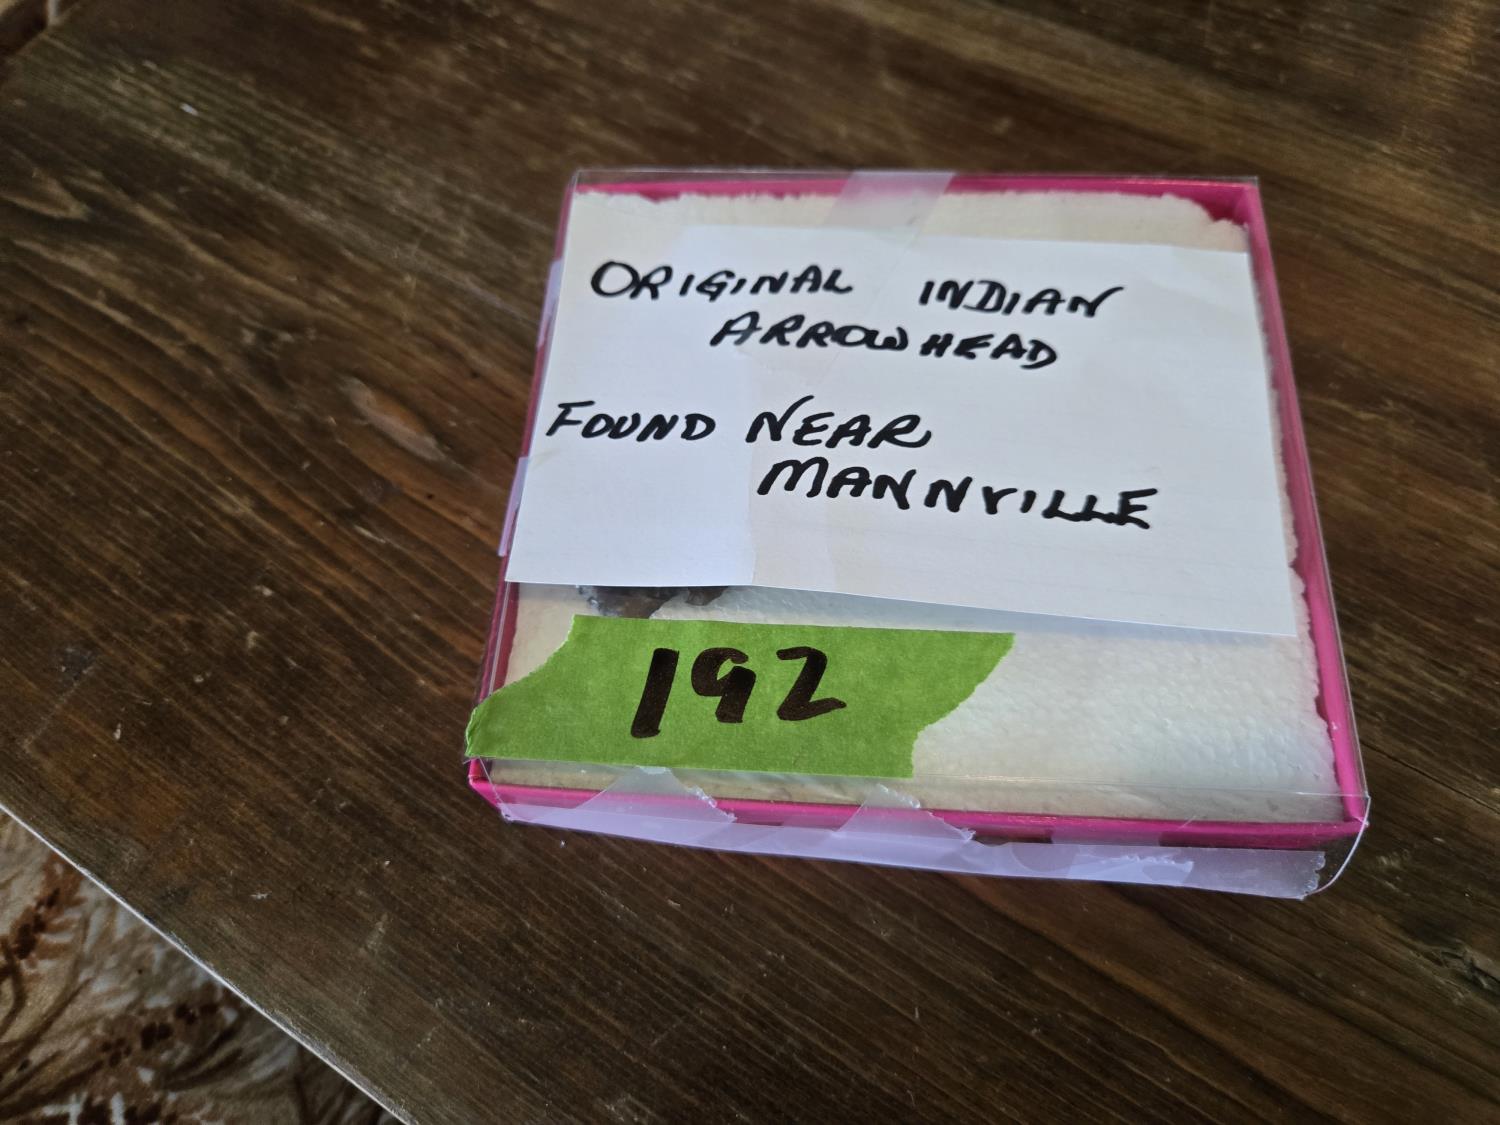 ORIGINAL INDIAN
ARROWHEAD
FOUND NEAR
MANNVILLE
192